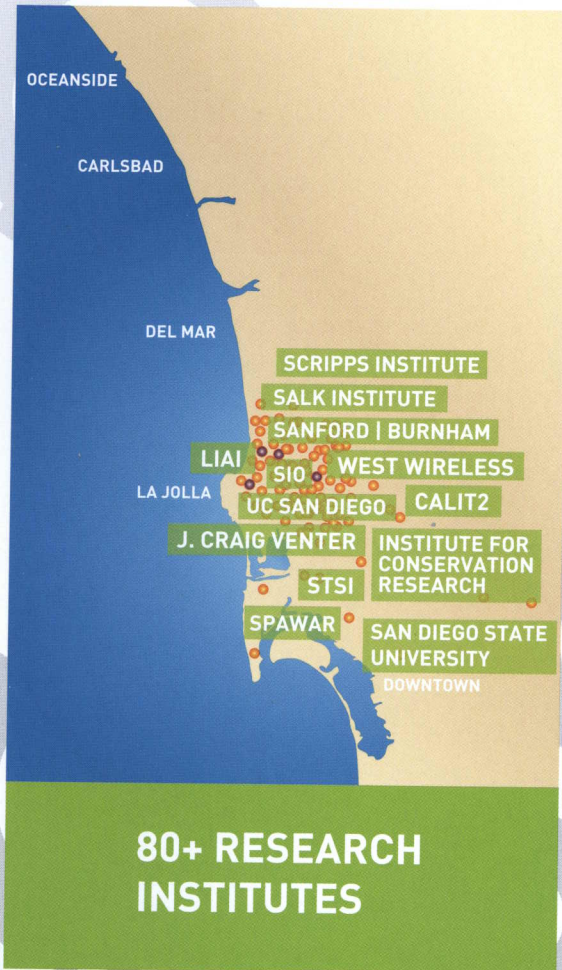 OCEANSIDE
CARLSBAD
DEL MAR
SCRIPPS INSTITUTE
SALK INSTITUTE
SANFORD | BURNHAM
LIAI
SIO
WEST WIRELESS
LA JOLLA
UC SAN DIEGO
CALIT2
J. CRAIG VENTER
INSTITUTE FOR
CONSERVATION
RESEARCH
STSI
SPAWAR
SAN DIEGO STATE
UNIVERSITY
DOWNTOWN
80+ RESEARCH
INSTITUTES